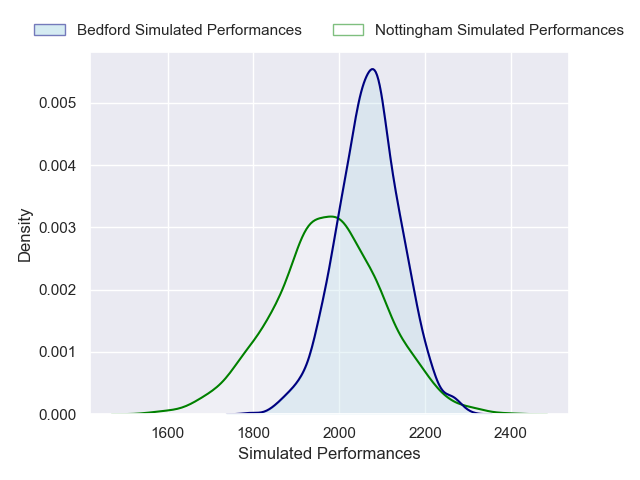 Bedford Simulated Performances
Nottingham Simulated Performances
Density
0.005
0.004
0.003
0.002
0.001
0.000
1600
1800
2000
2200
2400
Simulated Performances